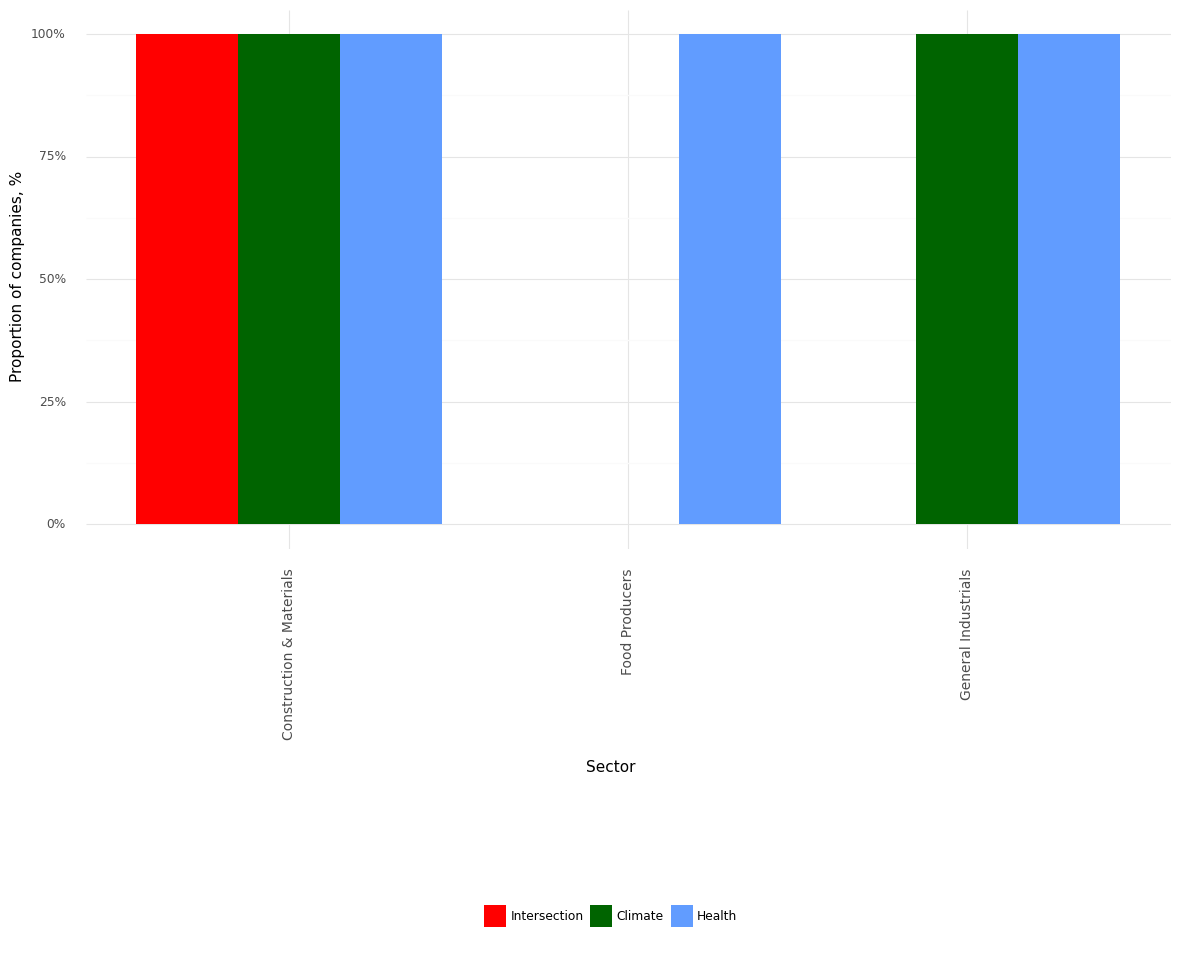 100%
75%
50%
25%
0%
Proportion of companies, %
Construction & Materials
Food Producers
General Industrials
Sector
Intersection
Climate
Health